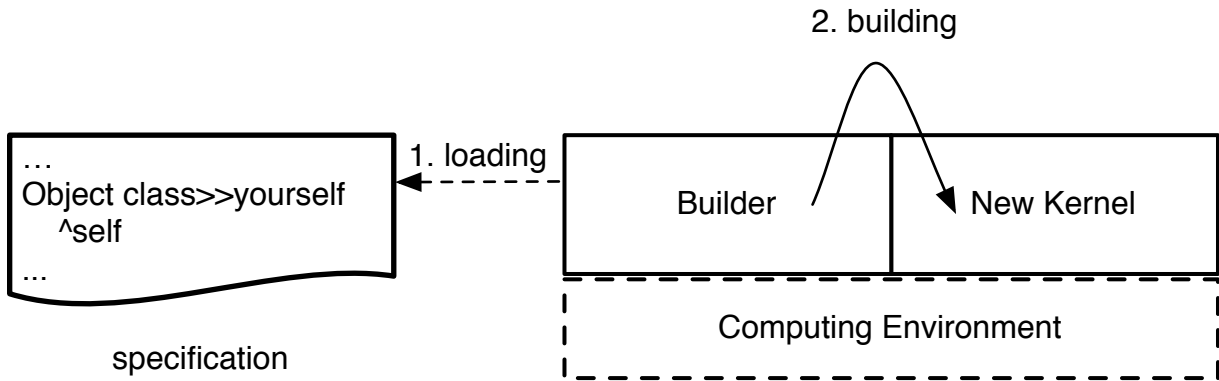 2. building
…
Object class>>yourself
^self
...
1. loading
Builder
New Kernel
Computing Environment
specification